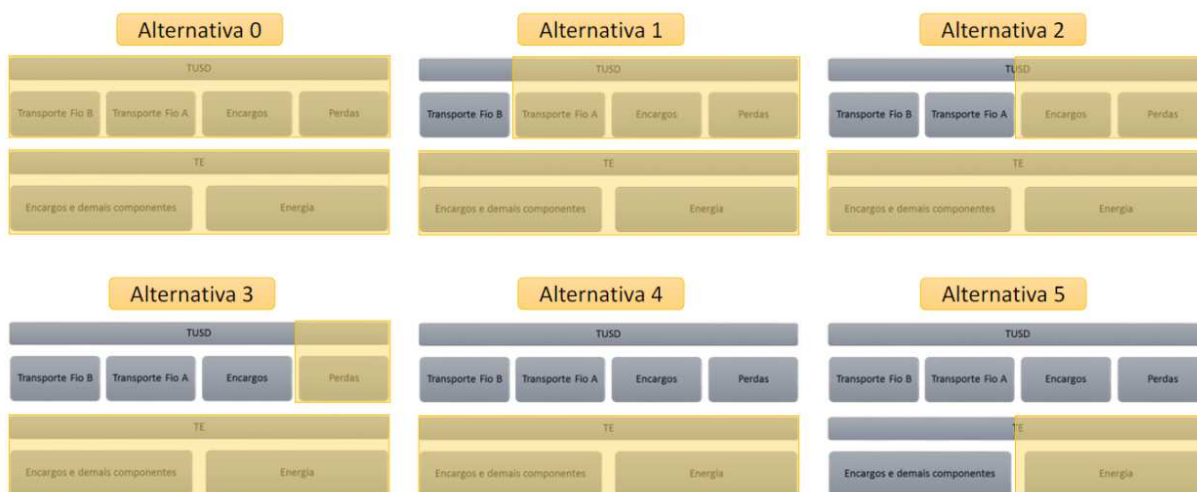 Alternativa 0
TUSD
Transporte Fio B Transporte Fio A Encargos Perdas
TE
Encargos e demais componentes Energia
Alternativa 1
TUSD
Transporte Fio B Transporte Fio A Encargos Perdas
TE
Encargos e demais componentes Energia
Alternativa 2
TUSD
Transporte Fio B Transporte Fio A Encargos Perdas
TE
Encargos e demais componentes Energia
Alternativa 3
TUSD
Transporte Fio B Transporte Fio A Encargos Perdas
TE
Encargos e demais componentes Energia
Alternativa 4
TUSD
Transporte Fio B Transporte Fio A Encargos Perdas
TE
Encargos e demais componentes Energia
Alternativa 5
TUSD
Transporte Fio B Transporte Fio A Encargos Perdas
TE
Encargos e demais componentes Energia